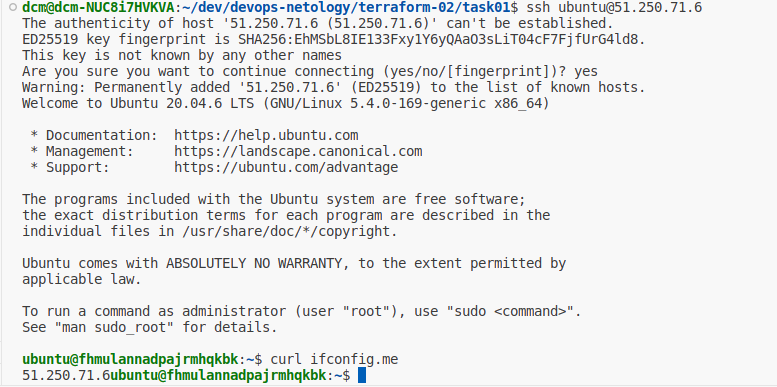 dcm@dcm-NUC8i7HVKVA:~/dev/devops-netology/terraform-02/task01$ ssh ubuntu@51.250.71.6
The authenticity of host '51.250.71.6 (51.250.71.6)' can't be established.
ED25519 key fingerprint is SHA256:EhMSbL8IE133Fxy1Y6yQAaO3sLiT04cF7FjfUrG4ld8.
This key is not known by any other names
Are you sure you want to continue connecting (yes/no/[fingerprint])? yes
Warning: Permanently added '51.250.71.6' (ED25519) to the list of known hosts.
Welcome to Ubuntu 20.04.6 LTS (GNU/Linux 5.4.0-169-generic x86_64)
* Documentation:  https://help.ubuntu.com
* Management:     https://landscape.canonical.com
* Support:        https://ubuntu.com/advantage
The programs included with the Ubuntu system are free software;
the exact distribution terms for each program are described in the
individual files in /usr/share/doc/*/copyright.
Ubuntu comes with ABSOLUTELY NO WARRANTY, to the extent permitted by
applicable law.
To run a command as administrator (user "root"), use "sudo <command>".
See "man sudo_root" for details.
ubuntu@fhmulannadpajrmhqkbk:~$ curl ifconfig.me
51.250.71.6ubuntu@fhmulannadpajrmhqkbk:~$